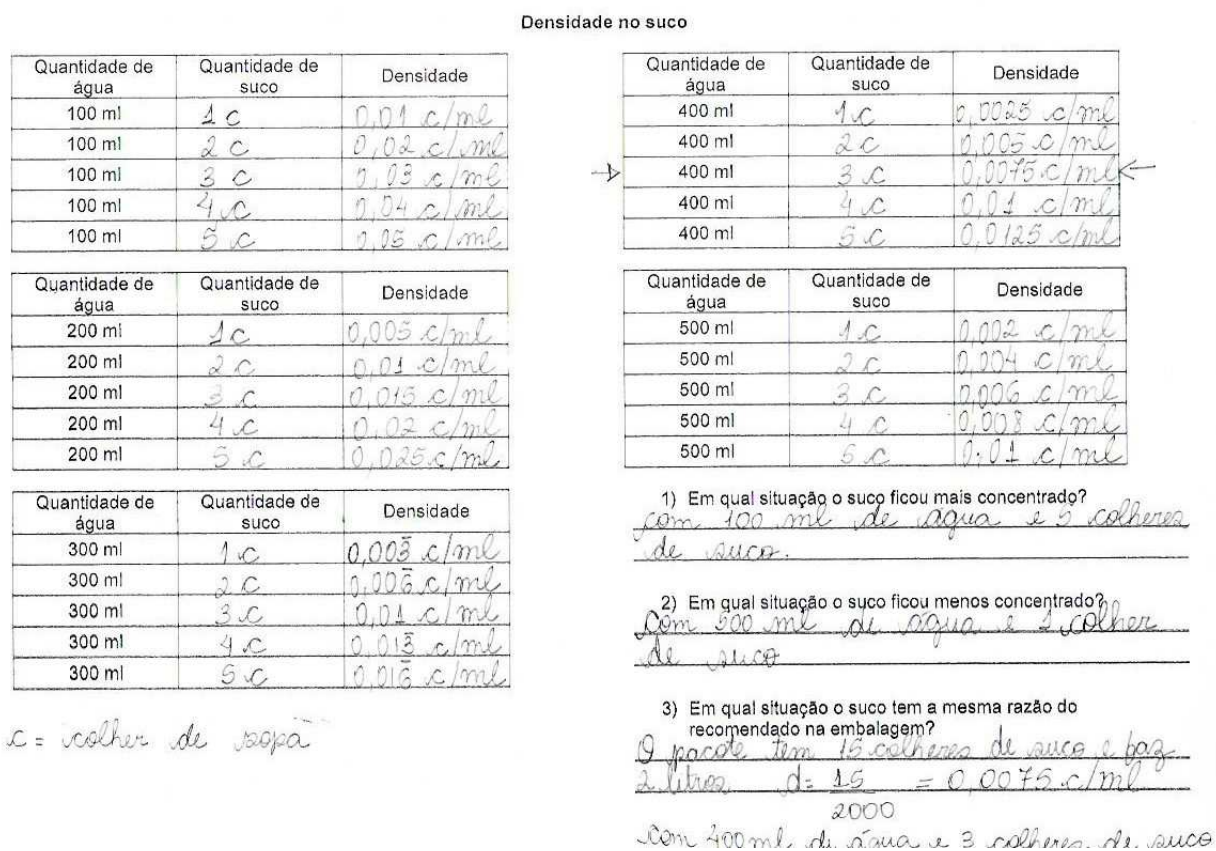 Densidade no suco
Quantidade de água Quantidade de suco Densidade
100 ml 1 c 0,01 c/ml
100 ml 2 c 0,02 c/ml
100 ml 3 c 0,03 c/ml
100 ml 4 c 0,04 c/ml
100 ml 5 c 0,05 c/ml
Quantidade de água Quantidade de suco Densidade
200 ml 1 c 0,005 c/ml
200 ml 2 c 0,01 c/ml
200 ml 3 c 0,015 c/ml
200 ml 4 c 0,02 c/ml
200 ml 5 c 0,025 c/ml
Quantidade de água Quantidade de suco Densidade
300 ml 1 c 0,003̄ c/ml
300 ml 2 c 0,006̄ c/ml
300 ml 3 c 0,01 c/ml
300 ml 4 c 0,013̄ c/ml
300 ml 5 c 0,016̄ c/ml
c = colher de sopa
Quantidade de água Quantidade de suco Densidade
400 ml 1 c 0,0025 c/ml
400 ml 2 c 0,005 c/ml
→ 400 ml 3 c 0,0075 c/ml ←
400 ml 4 c 0,01 c/ml
400 ml 5 c 0,0125 c/ml
Quantidade de água Quantidade de suco Densidade
500 ml 1 c 0,002 c/ml
500 ml 2 c 0,004 c/ml
500 ml 3 c 0,006 c/ml
500 ml 4 c 0,008 c/ml
500 ml 5 c 0,01 c/ml
1) Em qual situação o suco ficou mais concentrado?
com 100 ml de água e 5 colheres
de suco.
2) Em qual situação o suco ficou menos concentrado?
Com 500 ml de água e 1 colher
de suco
3) Em qual situação o suco tem a mesma razão do
recomendado na embalagem?
O pacote tem 15 colheres de suco e faz
2 litros d= 15/2000 = 0,0075 c/ml
com 400 ml de água e 3 colheres de suco